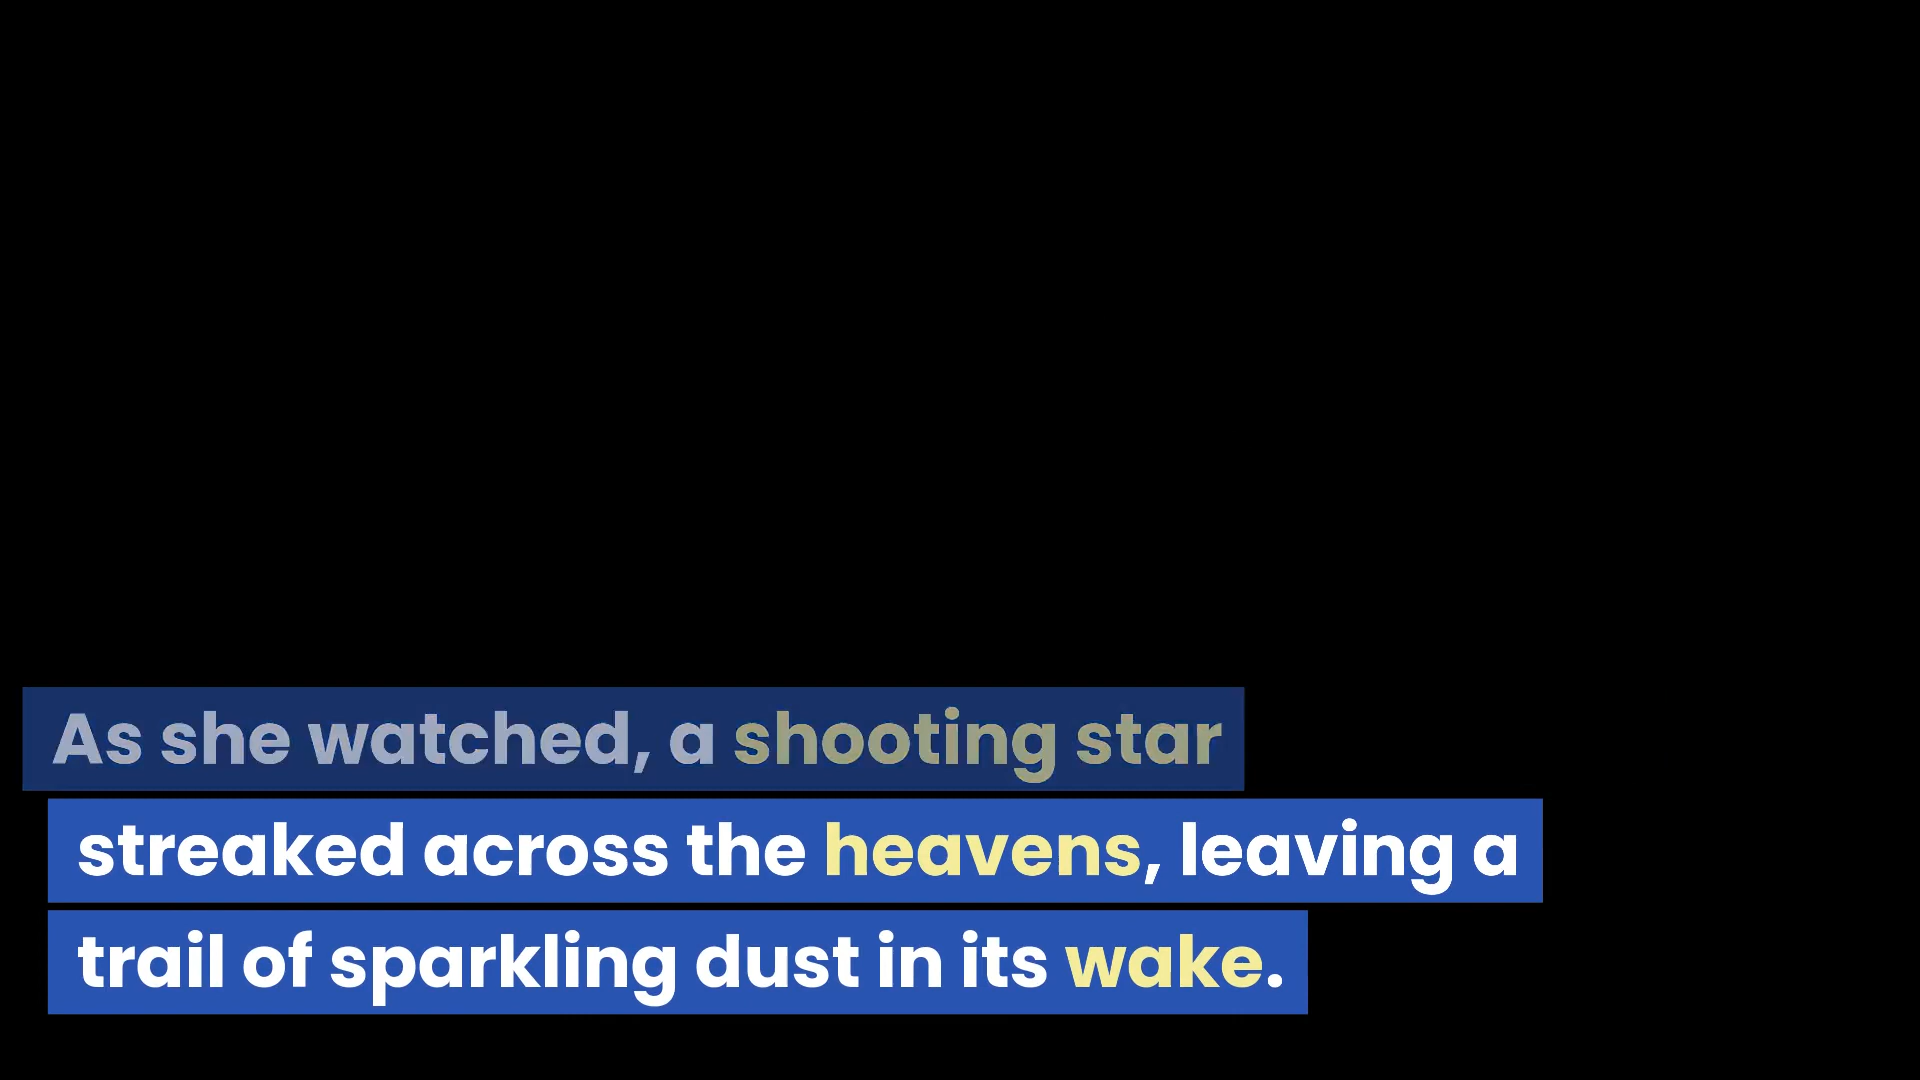 As she watched, a shooting star
streaked across the heavens, leaving a
trail of sparkling dust in its wake.